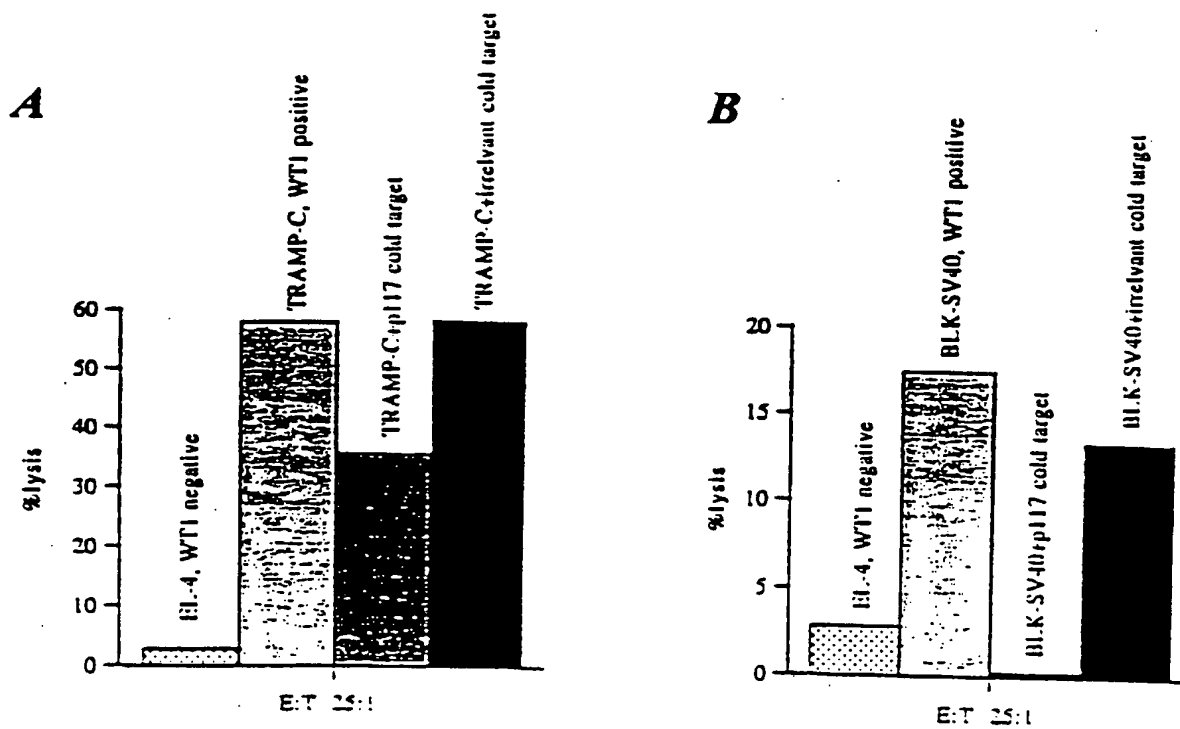 A
EL-4, WT1 negative
TRAMP-C, WT1 positive
TRAMP-C+p117 cold target
TRAMP-C+irrelvant cold target
60
50
40
30
20
10
0
%lysis
E:T 25:1
B
EL-4, WT1 negative
BLK-SV40, WT1 positive
BLK-SV40+p117 cold target
BLK-SV40+irrelvant cold target
20
15
10
5
0
%lysis
E:T 25:1